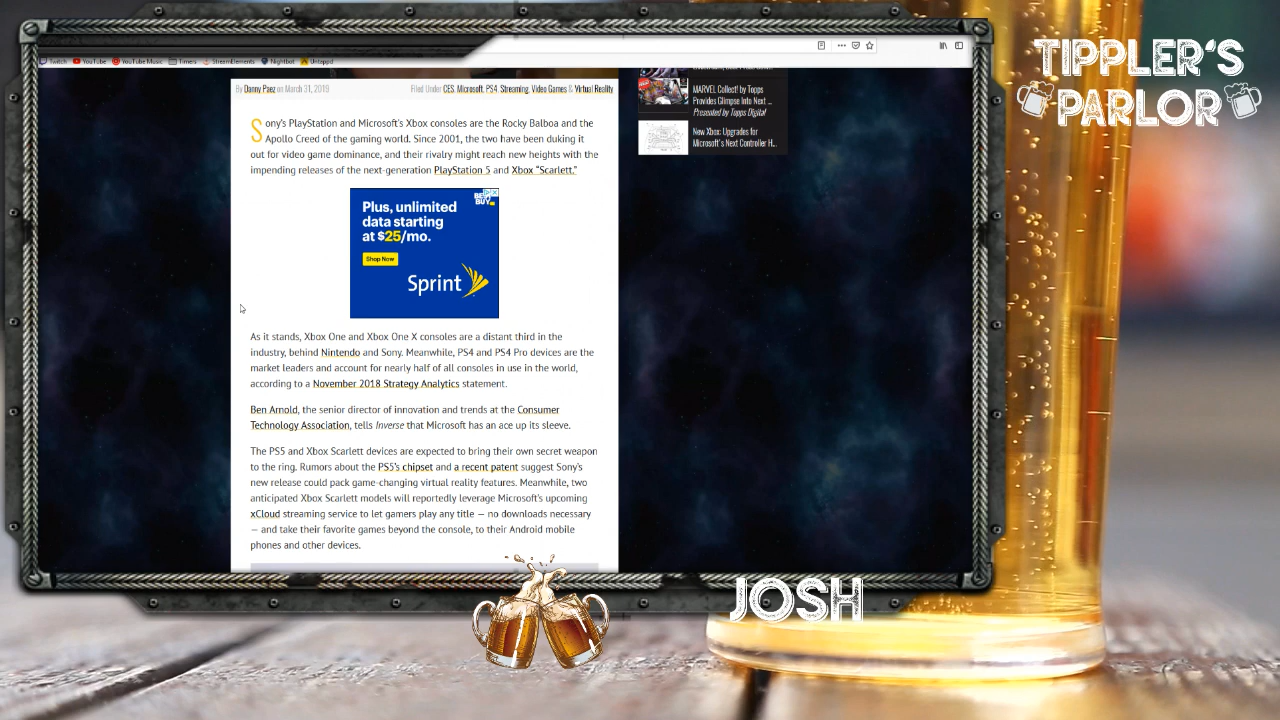 TIPPLER'S
PARLOR
Twitch YouTube YouTube Music Timers StreamElements Nightbot Untappd
By Danny Paez on March 31, 2019 Filed Under CES, Microsoft, PS4, Streaming, Video Games & Virtual Reality
Sony's PlayStation and Microsoft's Xbox consoles are the Rocky Balboa and the
Apollo Creed of the gaming world. Since 2001, the two have been duking it
out for video game dominance, and their rivalry might reach new heights with the
impending releases of the next-generation PlayStation 5 and Xbox “Scarlett.”
MARVEL Collect! by Topps
Provides Glimpse Into Next ...
Presented by Topps Digital
New Xbox: Upgrades for
Microsoft's Next Controller H...
BEST
BUY
Plus, unlimited
data starting
at $25/mo.
Shop Now
Sprint
As it stands, Xbox One and Xbox One X consoles are a distant third in the
industry, behind Nintendo and Sony. Meanwhile, PS4 and PS4 Pro devices are the
market leaders and account for nearly half of all consoles in use in the world,
according to a November 2018 Strategy Analytics statement.
Ben Arnold, the senior director of innovation and trends at the Consumer
Technology Association, tells Inverse that Microsoft has an ace up its sleeve.
The PS5 and Xbox Scarlett devices are expected to bring their own secret weapon
to the ring. Rumors about the PS5's chipset and a recent patent suggest Sony's
new release could pack game-changing virtual reality features. Meanwhile, two
anticipated Xbox Scarlett models will reportedly leverage Microsoft's upcoming
xCloud streaming service to let gamers play any title — no downloads necessary
— and take their favorite games beyond the console, to their Android mobile
phones and other devices.
JOSH